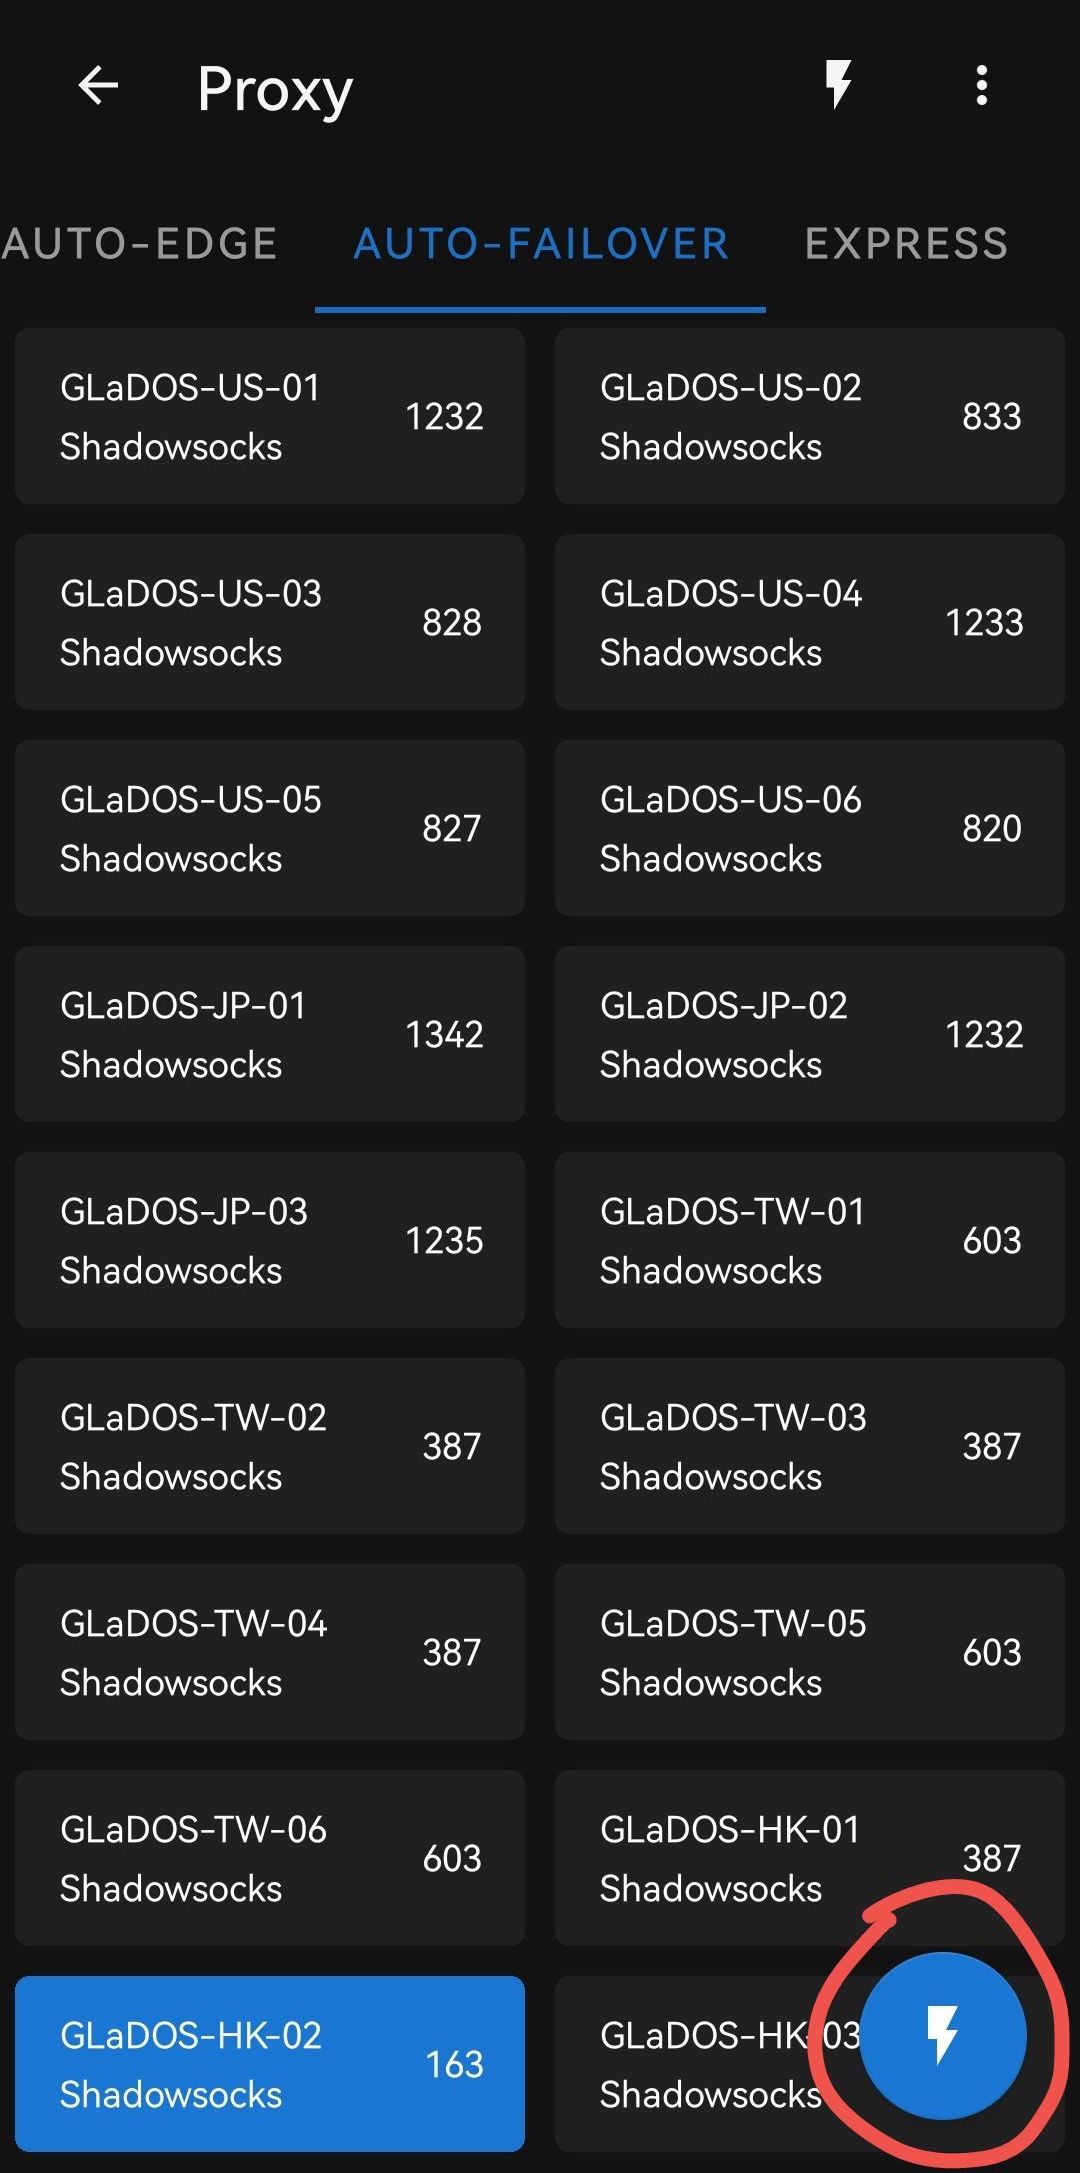 Proxy
AUTO-EDGE AUTO-FAILOVER EXPRESS
GLaDOS-US-01
Shadowsocks
1232
GLaDOS-US-02
Shadowsocks
833
GLaDOS-US-03
Shadowsocks
828
GLaDOS-US-04
Shadowsocks
1233
GLaDOS-US-05
Shadowsocks
827
GLaDOS-US-06
Shadowsocks
820
GLaDOS-JP-01
Shadowsocks
1342
GLaDOS-JP-02
Shadowsocks
1232
GLaDOS-JP-03
Shadowsocks
1235
GLaDOS-TW-01
Shadowsocks
603
GLaDOS-TW-02
Shadowsocks
387
GLaDOS-TW-03
Shadowsocks
387
GLaDOS-TW-04
Shadowsocks
387
GLaDOS-TW-05
Shadowsocks
603
GLaDOS-TW-06
Shadowsocks
603
GLaDOS-HK-01
Shadowsocks
387
GLaDOS-HK-02
Shadowsocks
163
GLaDOS-HK-03
Shadowsocks